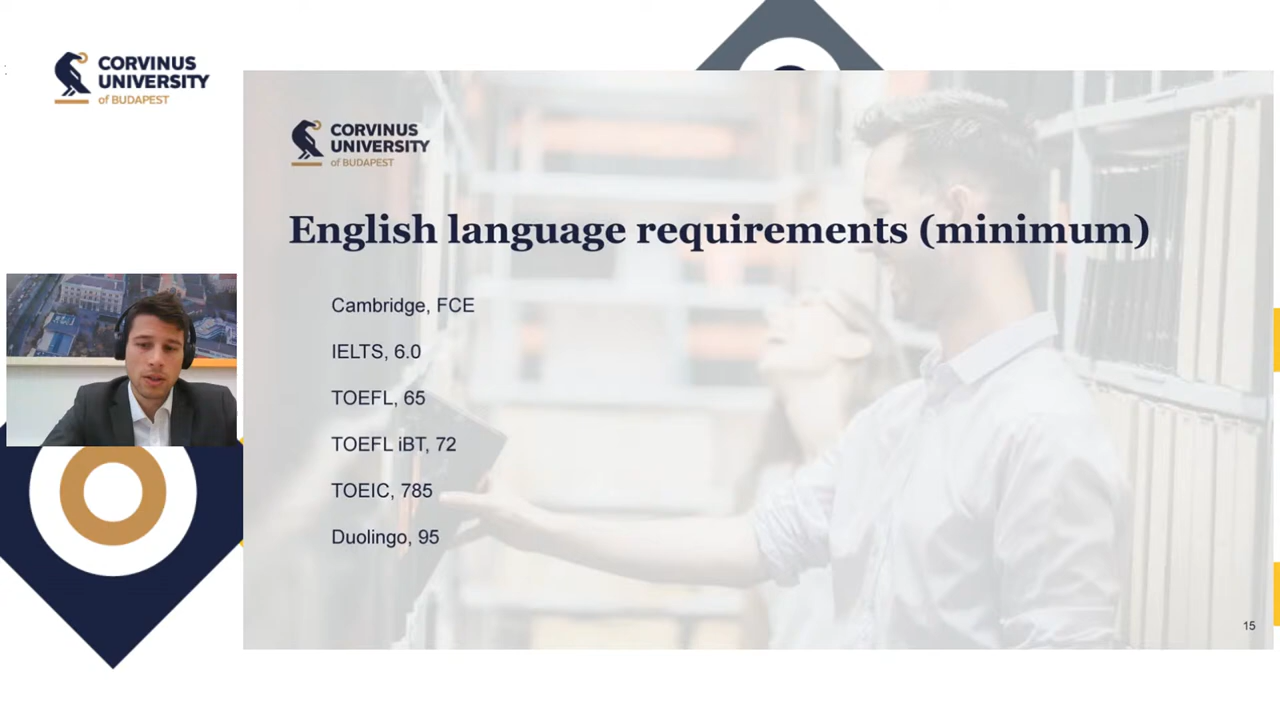 CORVINUS
UNIVERSITY
of BUDAPEST
CORVINUS
UNIVERSITY
of BUDAPEST
English language requirements (minimum)
Cambridge, FCE
IELTS, 6.0
TOEFL, 65
TOEFL iBT, 72
TOEIC, 785
Duolingo, 95
15